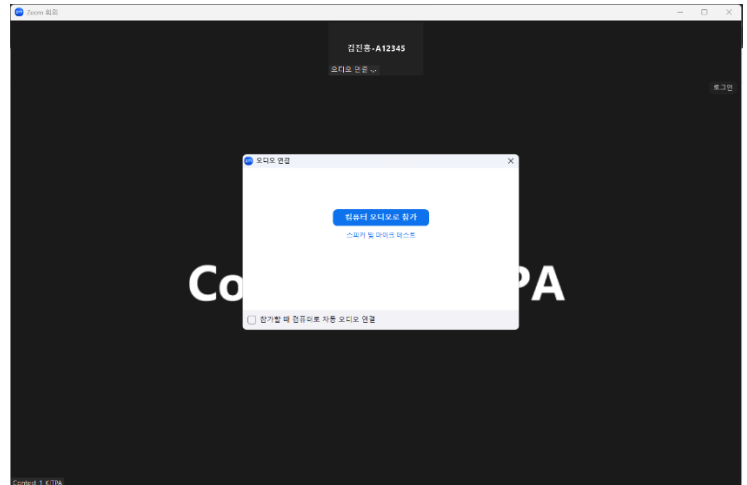 Zoom 회의
김진홍-A12345
오디오 연결
로그인
오디오 연결
컴퓨터 오디오로 참가
스피커 및 마이크 테스트
Co
PA
참가할 때 컴퓨터로 자동 오디오 연결
Contest 1_KITPA